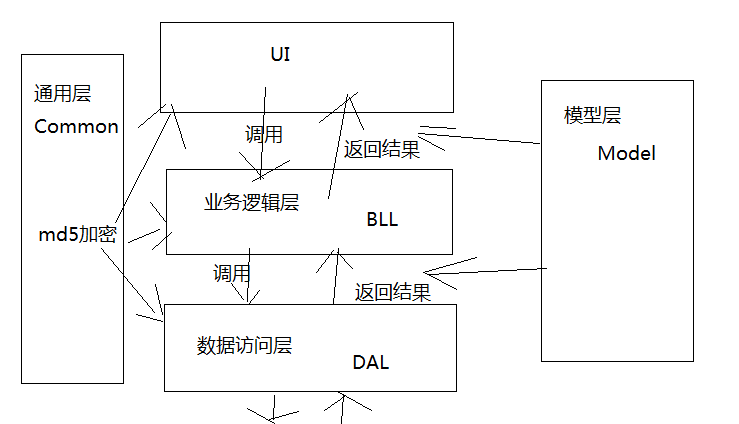 UI
通用层
Common
模型层
Model
调用
返回结果
业务逻辑层
BLL
md5加密
调用
返回结果
数据访问层
DAL